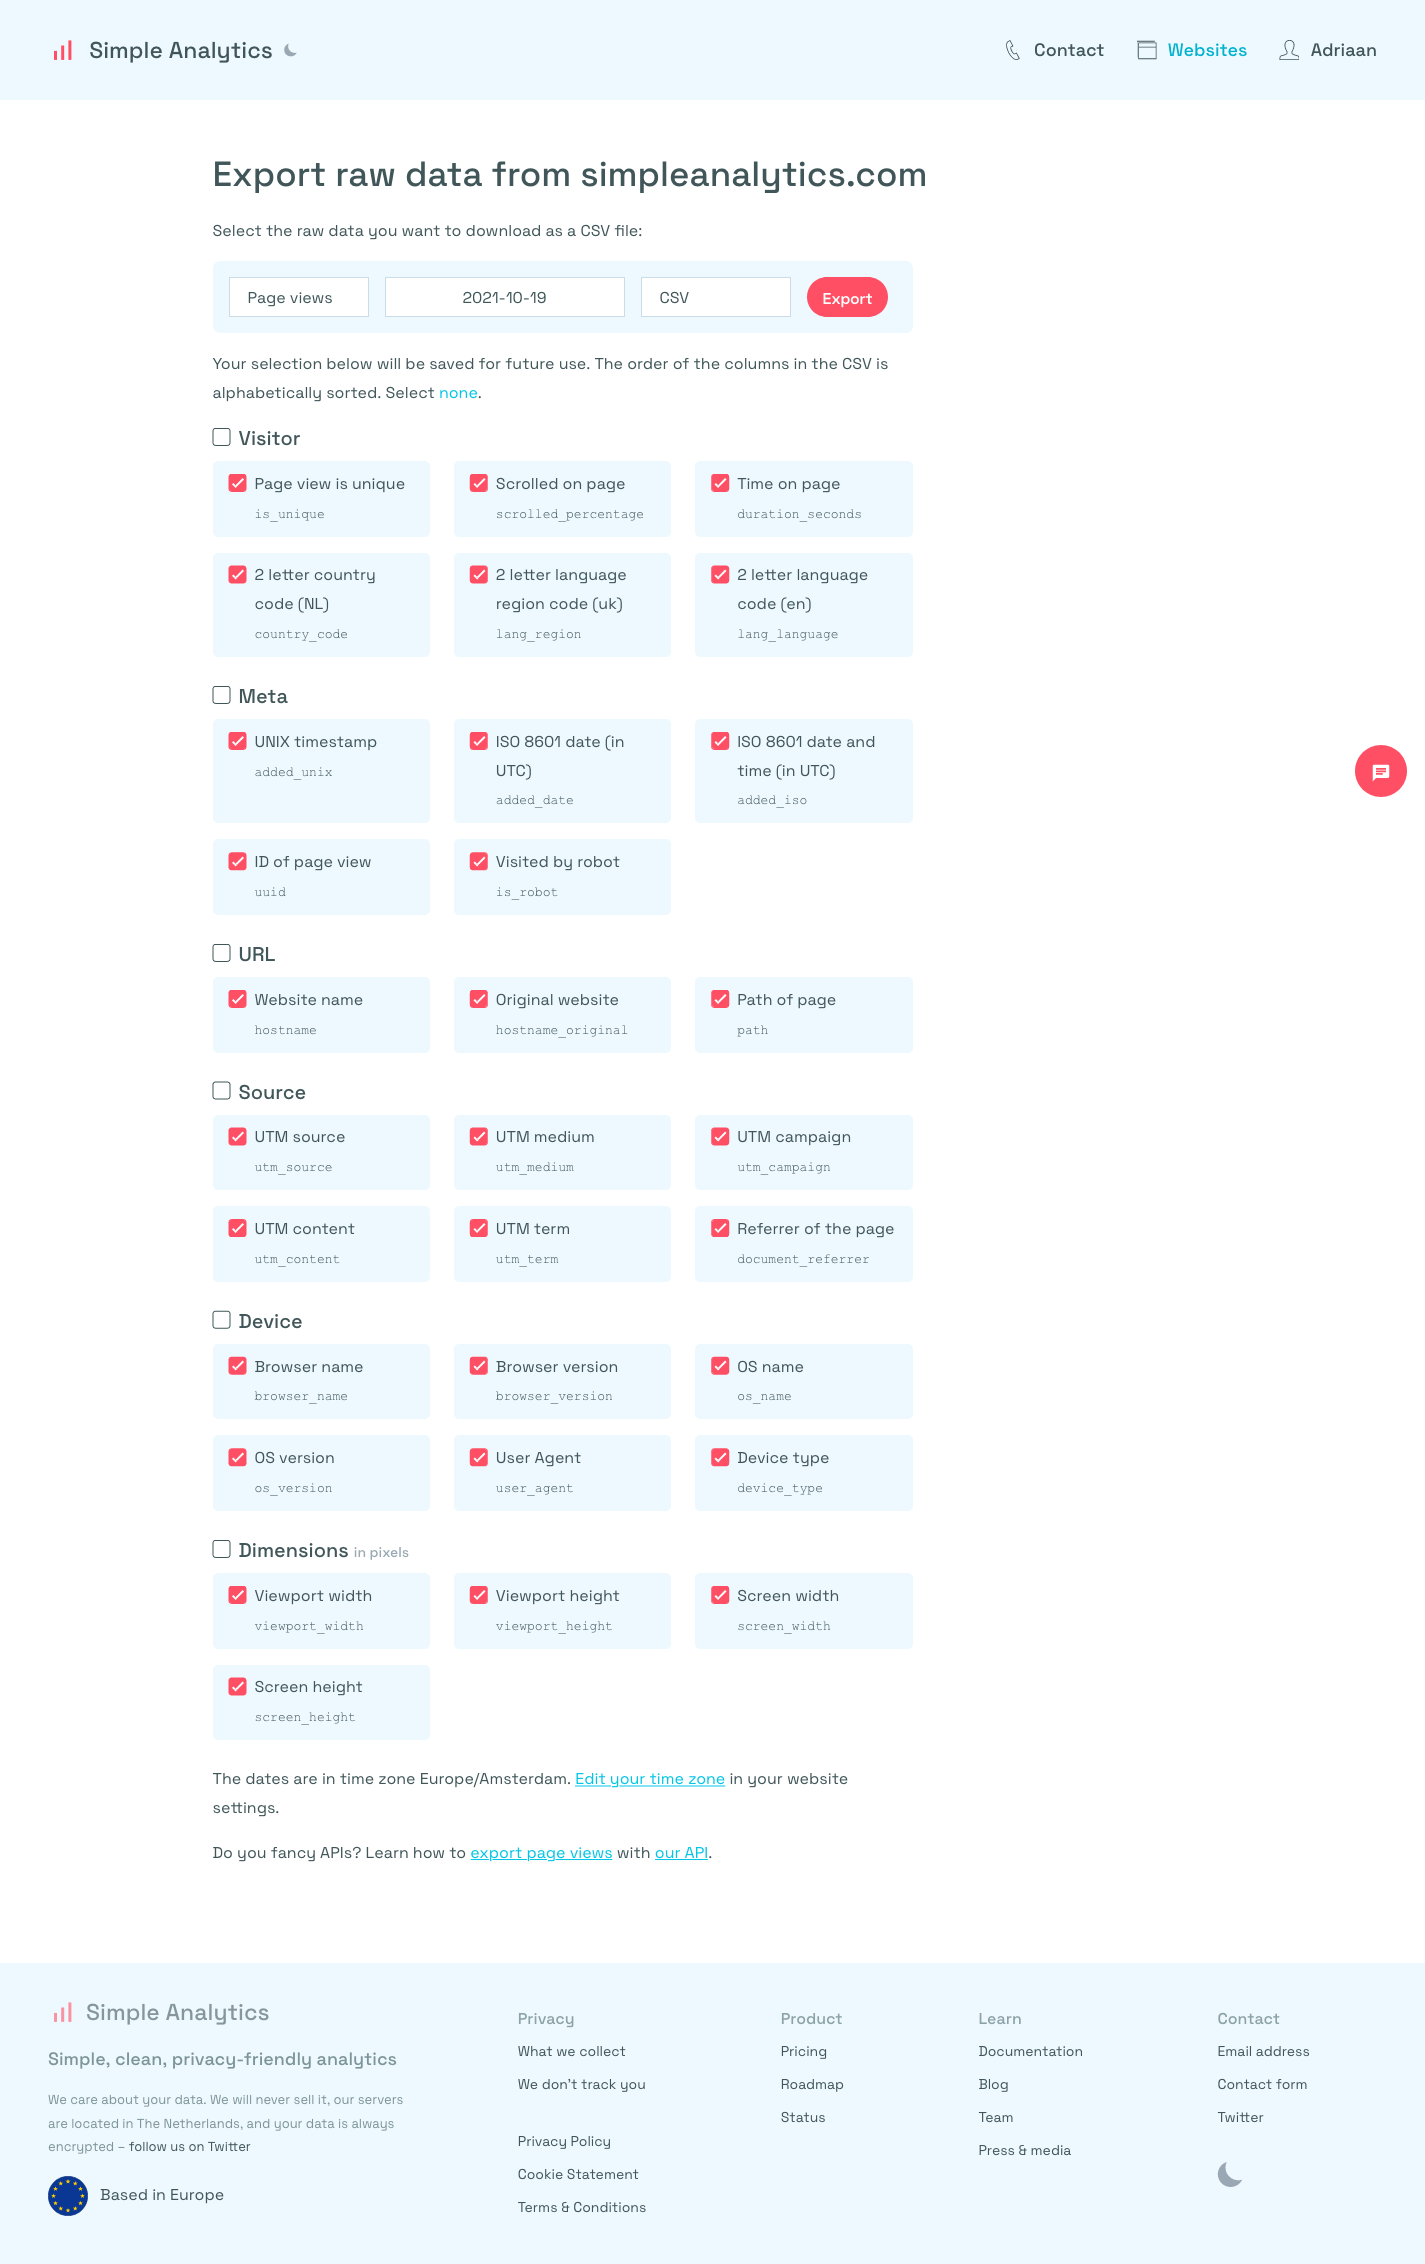 Simple Analytics
Contact
Websites
Adriaan
Export raw data from simpleanalytics.com
Select the raw data you want to download as a CSV file:
Page views
2021-10-19
CSV
Export
Your selection below will be saved for future use. The order of the columns in the CSV is
alphabetically sorted. Select none.
Visitor
Page view is unique
is_unique
Scrolled on page
scrolled_percentage
Time on page
duration_seconds
2 letter country
code (NL)
country_code
2 letter language
region code (uk)
lang_region
2 letter language
code (en)
lang_language
Meta
UNIX timestamp
added_unix
ISO 8601 date (in
UTC)
added_date
ISO 8601 date and
time (in UTC)
added_iso
ID of page view
uuid
Visited by robot
is_robot
URL
Website name
hostname
Original website
hostname_original
Path of page
path
Source
UTM source
utm_source
UTM medium
utm_medium
UTM campaign
utm_campaign
UTM content
utm_content
UTM term
utm_term
Referrer of the page
document_referrer
Device
Browser name
browser_name
Browser version
browser_version
OS name
os_name
OS version
os_version
User Agent
user_agent
Device type
device_type
Dimensions in pixels
Viewport width
viewport_width
Viewport height
viewport_height
Screen width
screen_width
Screen height
screen_height
The dates are in time zone Europe/Amsterdam. Edit your time zone in your website
settings.
Do you fancy APIs? Learn how to export page views with our API.
Simple Analytics
Simple, clean, privacy-friendly analytics
We care about your data. We will never sell it, our servers
are located in The Netherlands, and your data is always
encrypted – follow us on Twitter
Based in Europe
Privacy
What we collect
We don't track you
Privacy Policy
Cookie Statement
Terms & Conditions
Product
Pricing
Roadmap
Status
Learn
Documentation
Blog
Team
Press & media
Contact
Email address
Contact form
Twitter